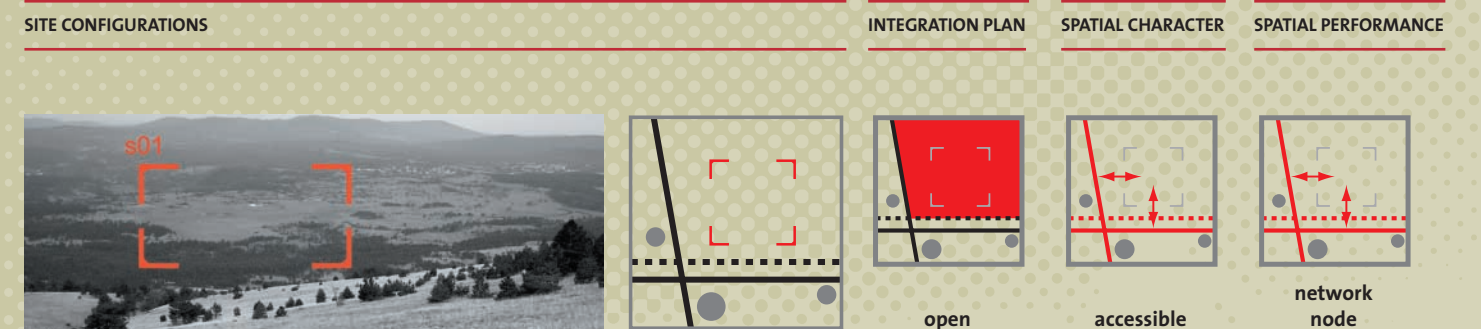 SITE CONFIGURATIONS
INTEGRATION PLAN
SPATIAL CHARACTER
SPATIAL PERFORMANCE
s01
open
accessible
network
node